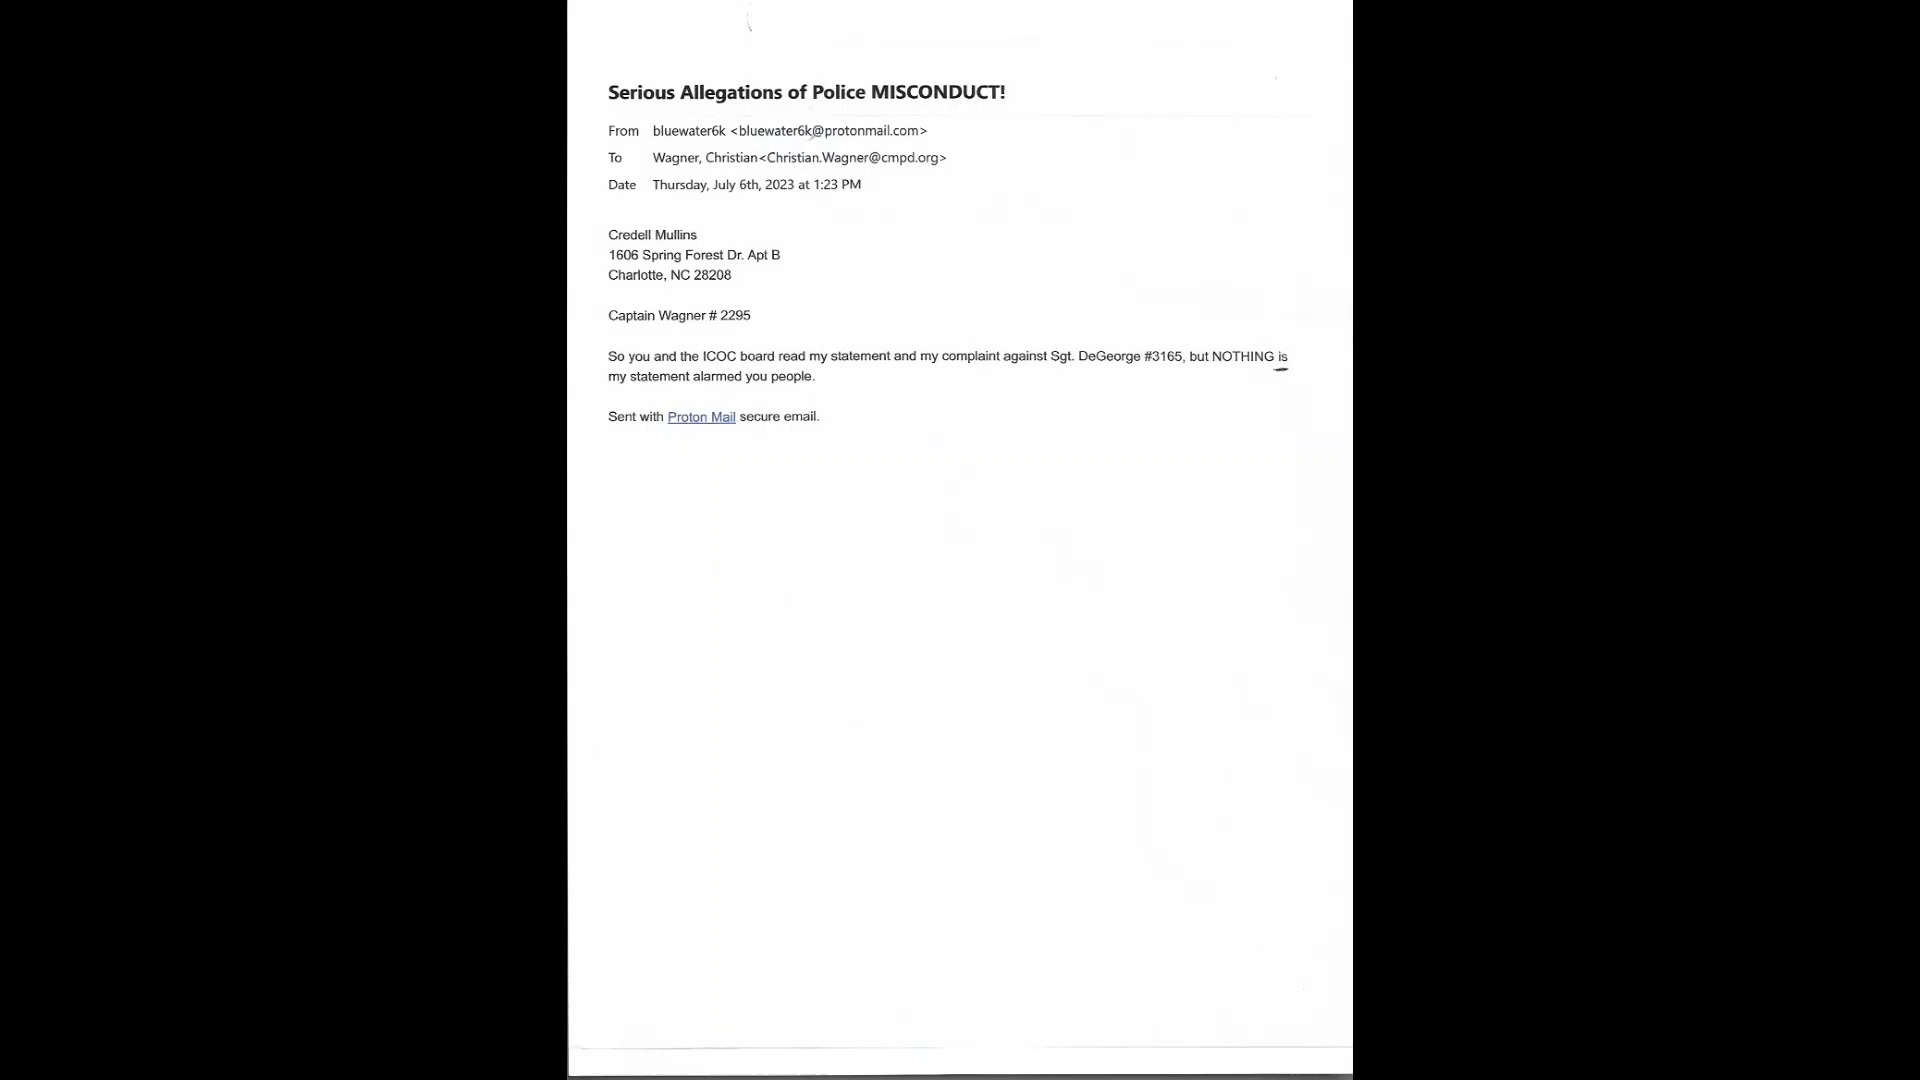 Serious Allegations of Police MISCONDUCT!
From bluewater6k <bluewater6k@protonmail.com>
To Wagner, Christian<Christian.Wagner@cmpd.org>
Date Thursday, July 6th, 2023 at 1:23 PM
Credell Mullins
1606 Spring Forest Dr. Apt B
Charlotte, NC 28208
Captain Wagner # 2295
So you and the ICOC board read my statement and my complaint against Sgt. DeGeorge #3165, but NOTHING is
my statement alarmed you people.
Sent with Proton Mail secure email.